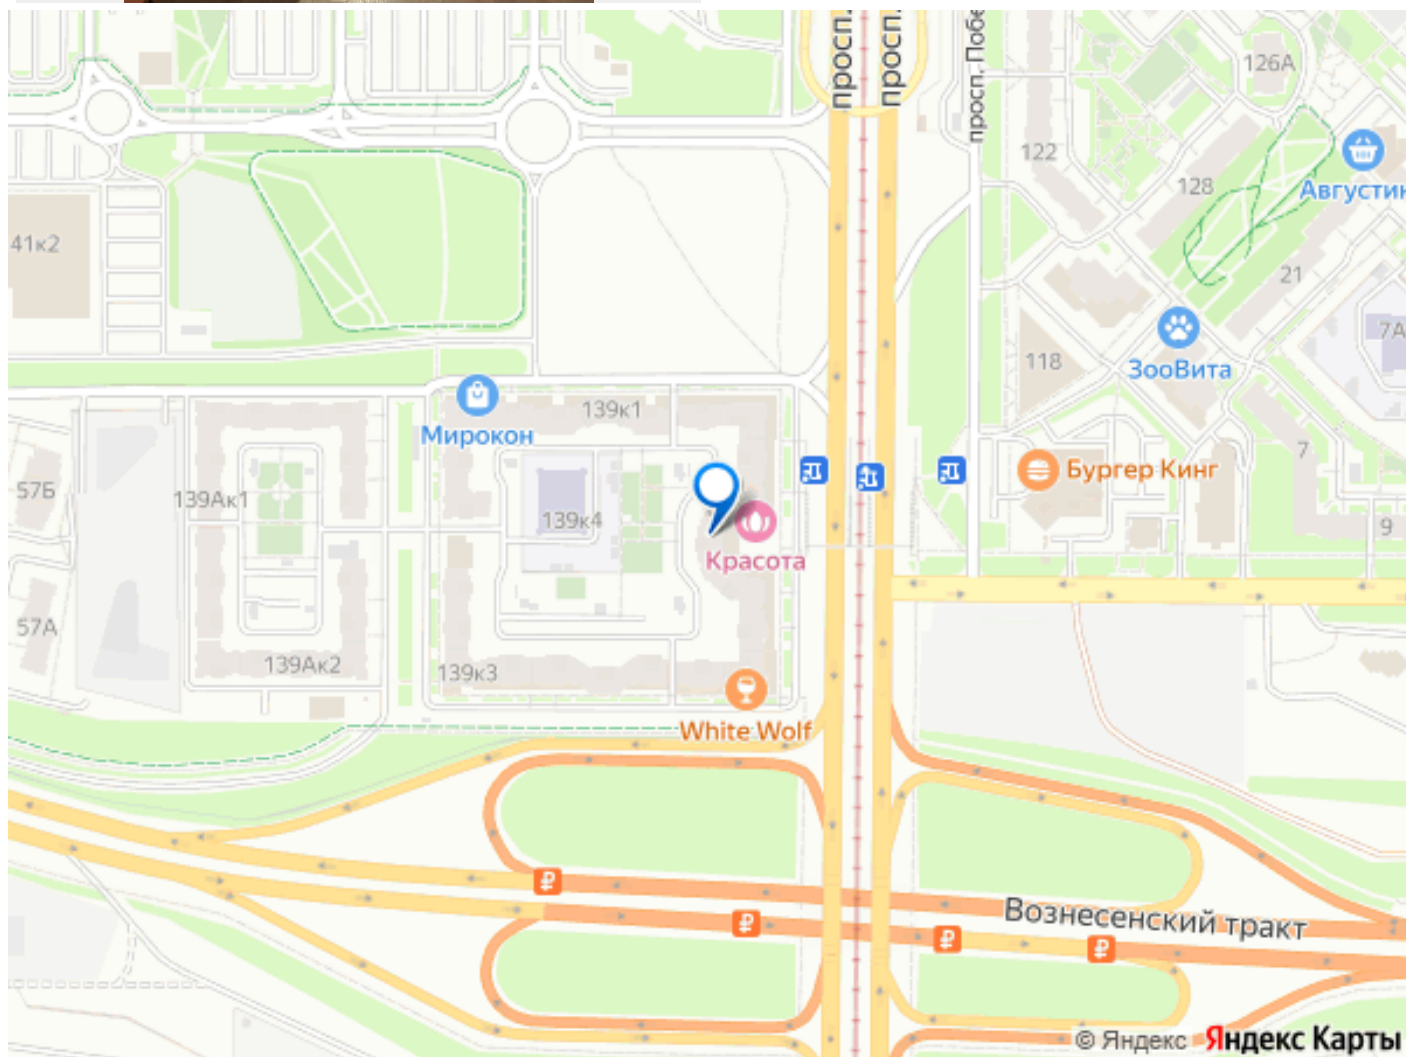 просп.
просп.
просп. Побе
126А
122
128
Августин
41к2
21
7А
118
ЗооВита
139к1
Мирокон
7
Бургер Кинг
57Б
139Ак1
139к4
9
Красота
57А
139Ак2
139к3
White Wolf
Вознесенский тракт
© Яндекс Яндекс Карты